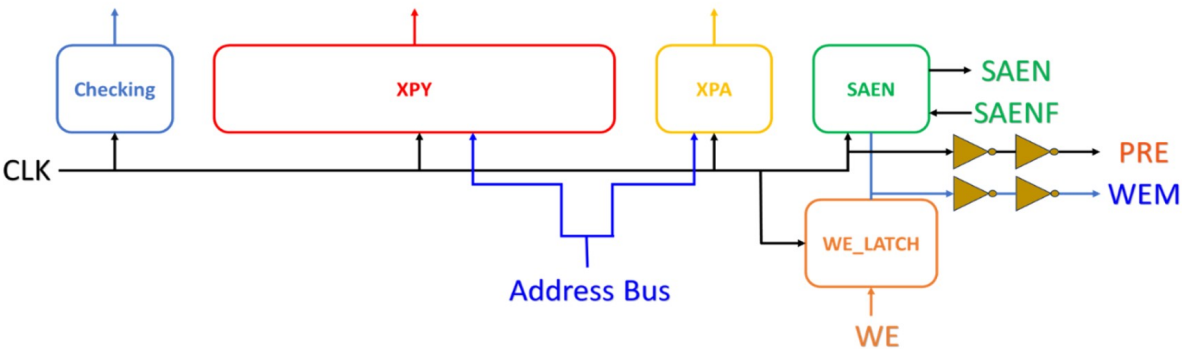 Checking
XPY
XPA
SAEN
SAEN
SAENF
CLK
PRE
WEM
WE_LATCH
Address Bus
WE